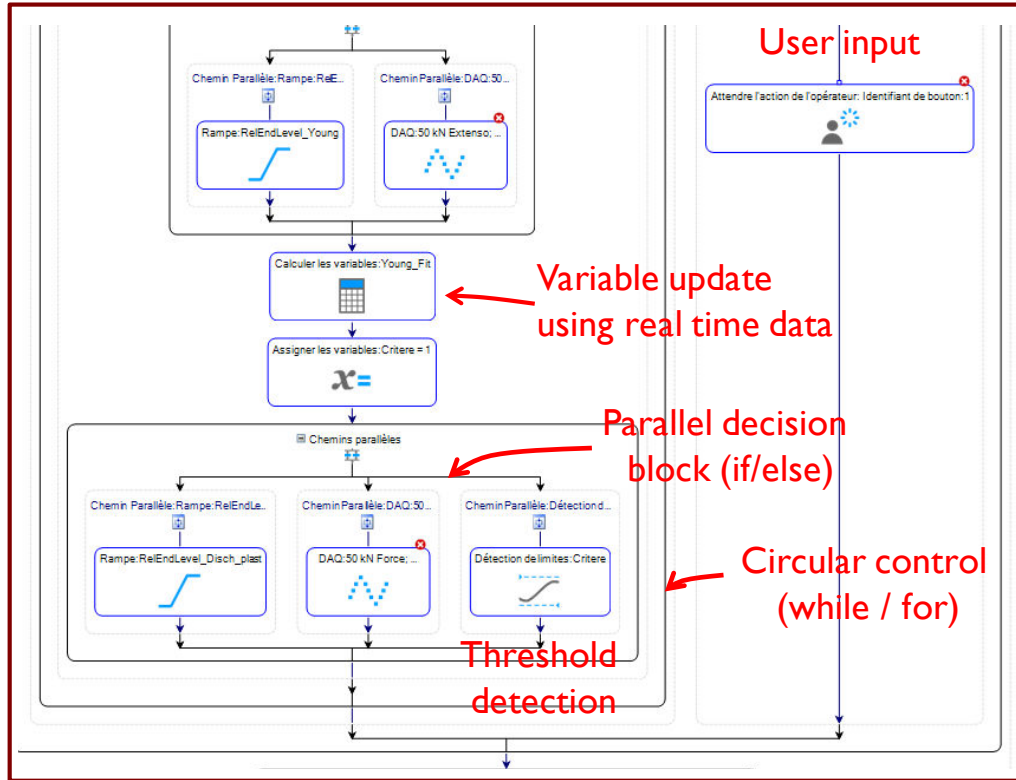 User input
Chemin Parallèle:Rampe:RelE...
Chemin Parallèle:DAQ:50...
Attendre l'action de l'opérateur: Identifiant de bouton:1
Rampe:RelEndLevel_Young
DAQ:50 kN Extenso; ...
Calculer les variables:Young_Fit
Variable update
using real time data
Assigner les variables:Critere = 1
x=
Parallel decision
block (if/else)
Chemins parallèles
Chemin Parallèle:Rampe:RelEndLe...
Chemin Parallèle:DAQ:50...
Chemin Parallèle:Détection d...
Rampe:RelEndLevel_Disch_plast
DAQ:50 kN Force; ...
Détection de limites:Critere
Circular control
(while / for)
Threshold
detection